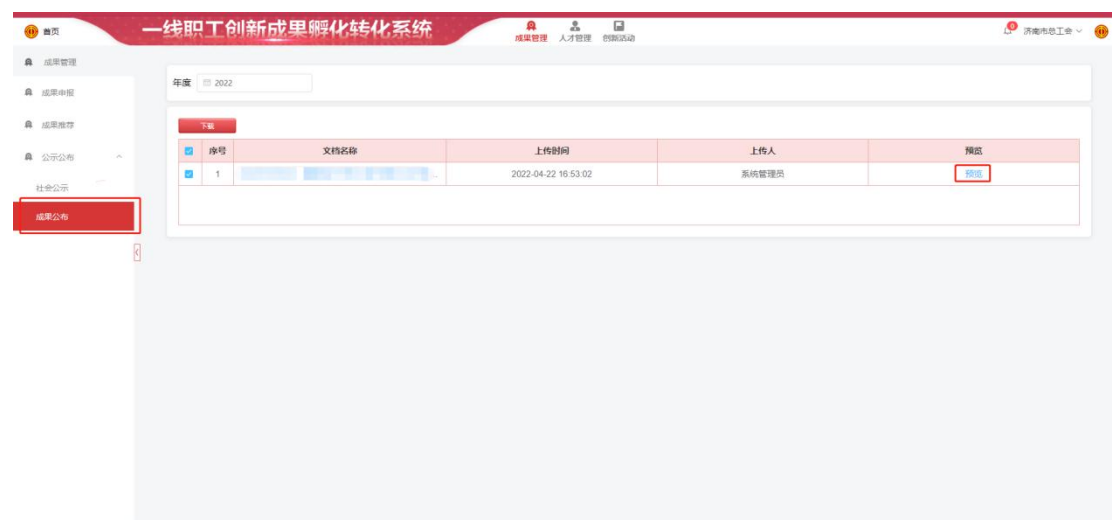 首页
一线职工创新成果孵化转化系统
成果管理 人才管理 创新活动
0 济南市总工会
成果管理
成果申报
成果推荐
公示公布
社会公示
成果公布
年度 2022
下载
序号 文档名称 上传时间 上传人 预览
1 2022-04-22 16:53:02 系统管理员 预览